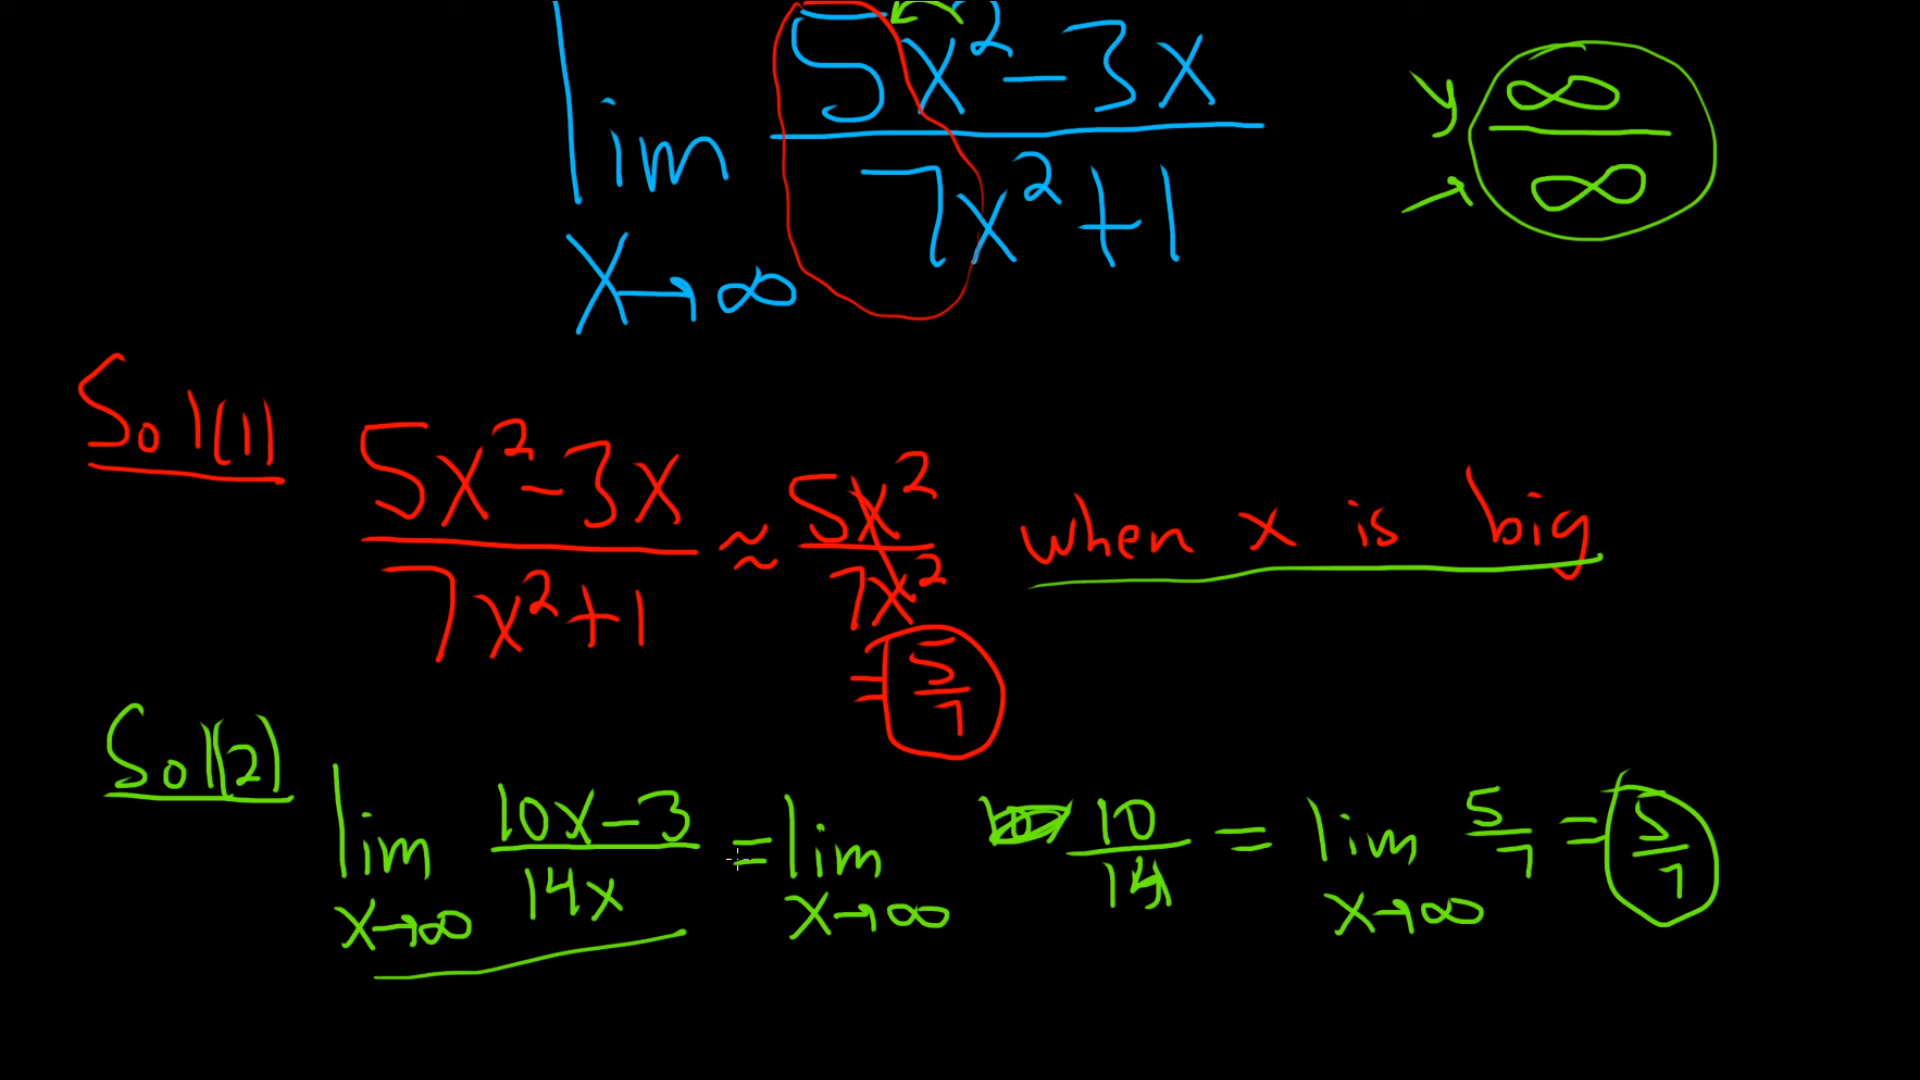 lim x→∞ (5x² − 3x)/(7x² + 1)
y → ∞/∞
Sol(1) (5x² − 3x)/(7x² + 1) ≈ 5x²/7x² when x is big
= 5/7
Sol(2) lim x→∞ (10x − 3)/(14x) = lim x→∞ 10/14 = lim x→∞ 5/7 = 5/7